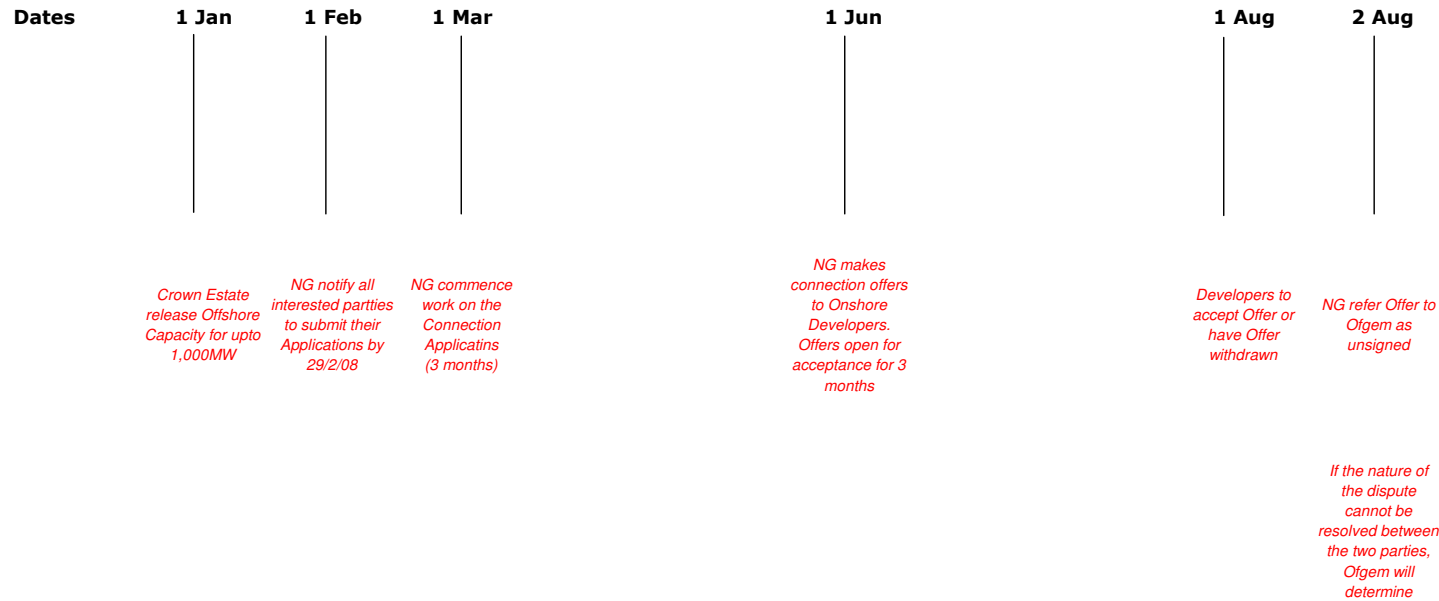 Dates 1 Jan 1 Feb 1 Mar 1 Jun 1 Aug 2 Aug
Crown Estate
release Offshore
Capacity for upto
1,000MW
NG notify all
interested partties
to submit their
Applications by
29/2/08
NG commence
work on the
Connection
Applicatins
(3 months)
NG makes
connection offers
to Onshore
Developers.
Offers open for
acceptance for 3
months
Developers to
accept Offer or
have Offer
withdrawn
NG refer Offer to
Ofgem as
unsigned
If the nature of
the dispute
cannot be
resolved between
the two parties,
Ofgem will
determine